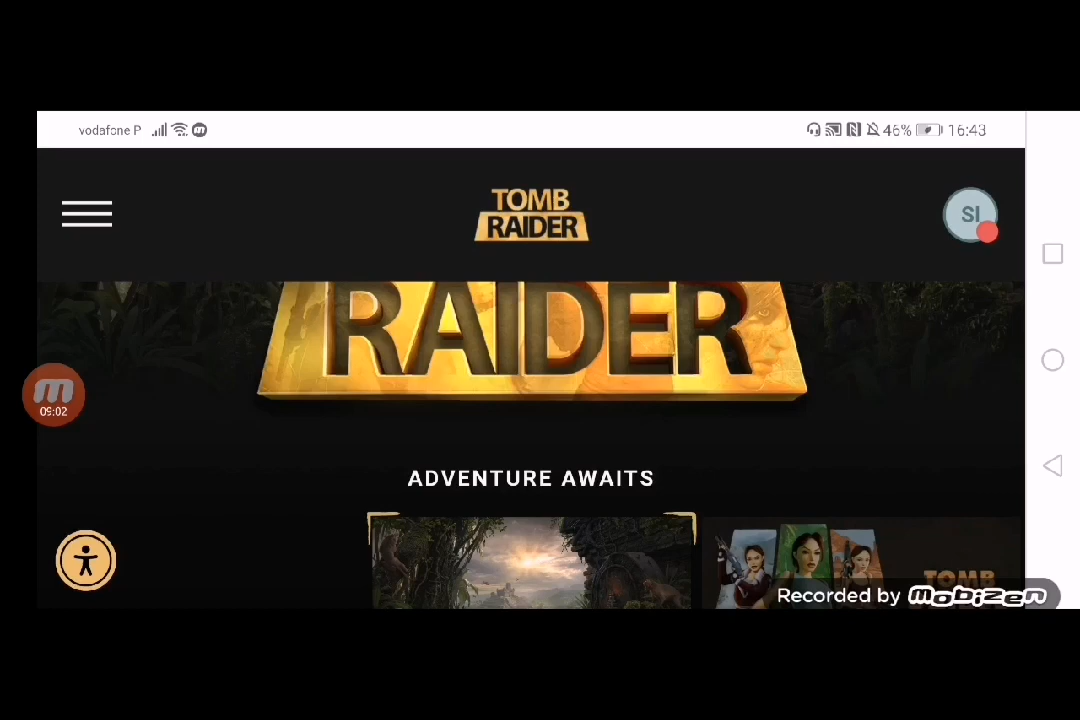 vodafone P
46% 16:43
TOMB
RAIDER
SI
RAIDER
09:02
ADVENTURE AWAITS
TOMB
Recorded by mobizen